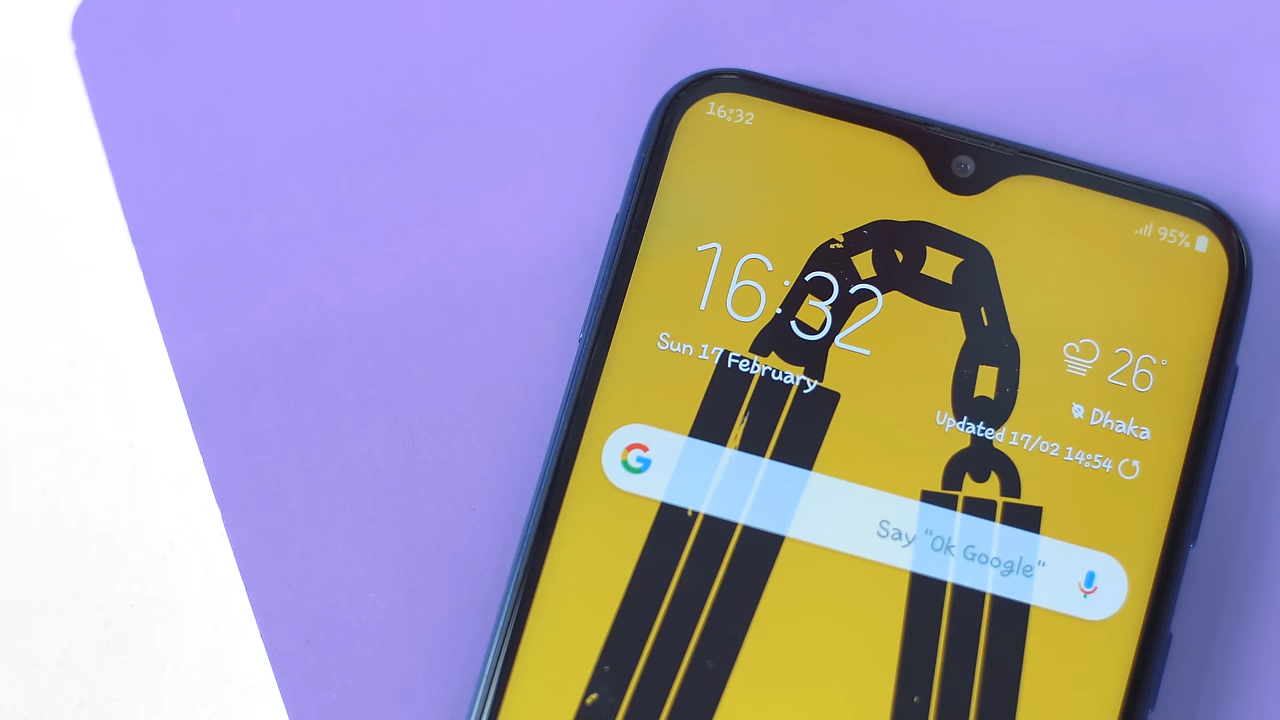 16:32
95%
16:32
Sun 17 February
26°
Dhaka
Updated 17/02 14:54
G
Say "Ok Google"